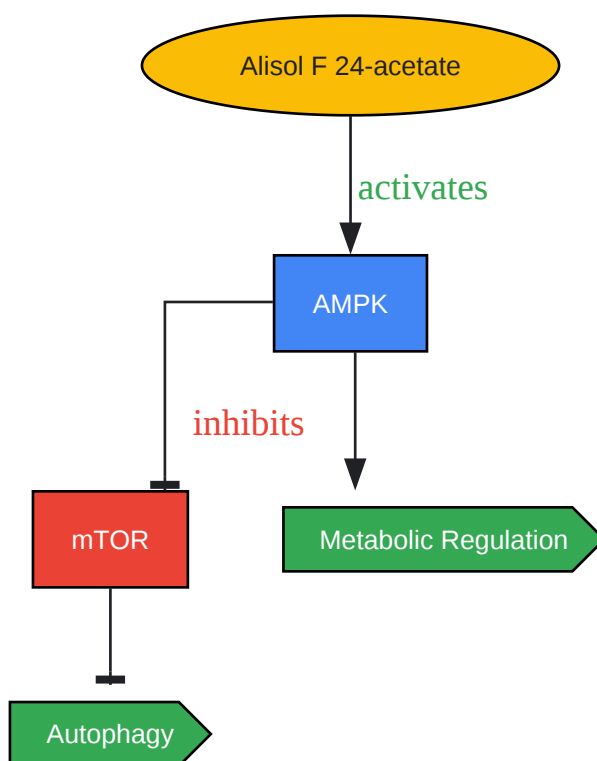 Alisol F 24-acetate
activates
AMPK
inhibits
mTOR
Metabolic Regulation
Autophagy